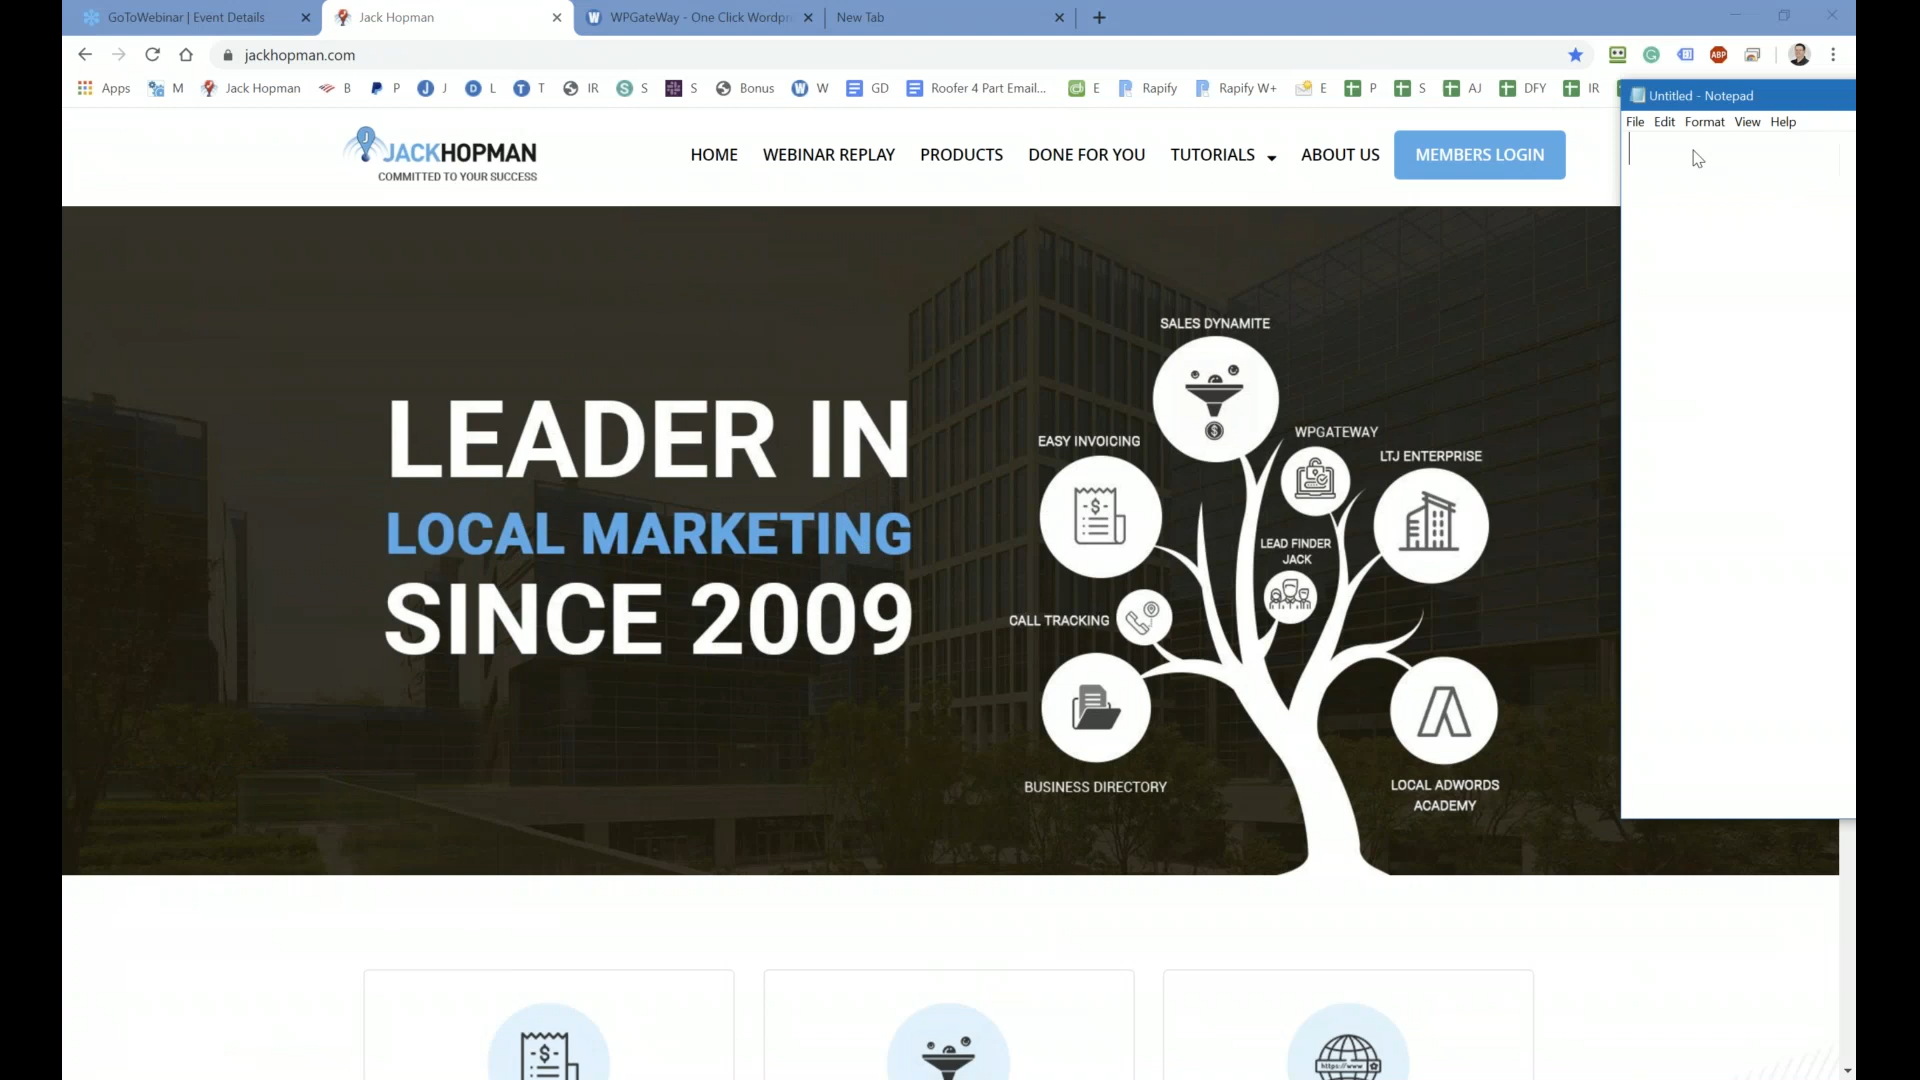 GoToWebinar | Event Details
Jack Hopman
WPGateWay - One Click Wordpr
New Tab
jackhopman.com
ABP
Apps M Jack Hopman B P J L T IR S S Bonus W GD Roofer 4 Part Email... E Rapify Rapify W+ E P S AJ DFY IR
Untitled - Notepad
File Edit Format View Help
JACKHOPMAN
COMMITTED TO YOUR SUCCESS
HOME WEBINAR REPLAY PRODUCTS DONE FOR YOU TUTORIALS ABOUT US MEMBERS LOGIN
LEADER IN
LOCAL MARKETING
SINCE 2009
SALES DYNAMITE
EASY INVOICING
WPGATEWAY
LTJ ENTERPRISE
LEAD FINDER
JACK
CALL TRACKING
BUSINESS DIRECTORY
LOCAL ADWORDS
ACADEMY
https://www